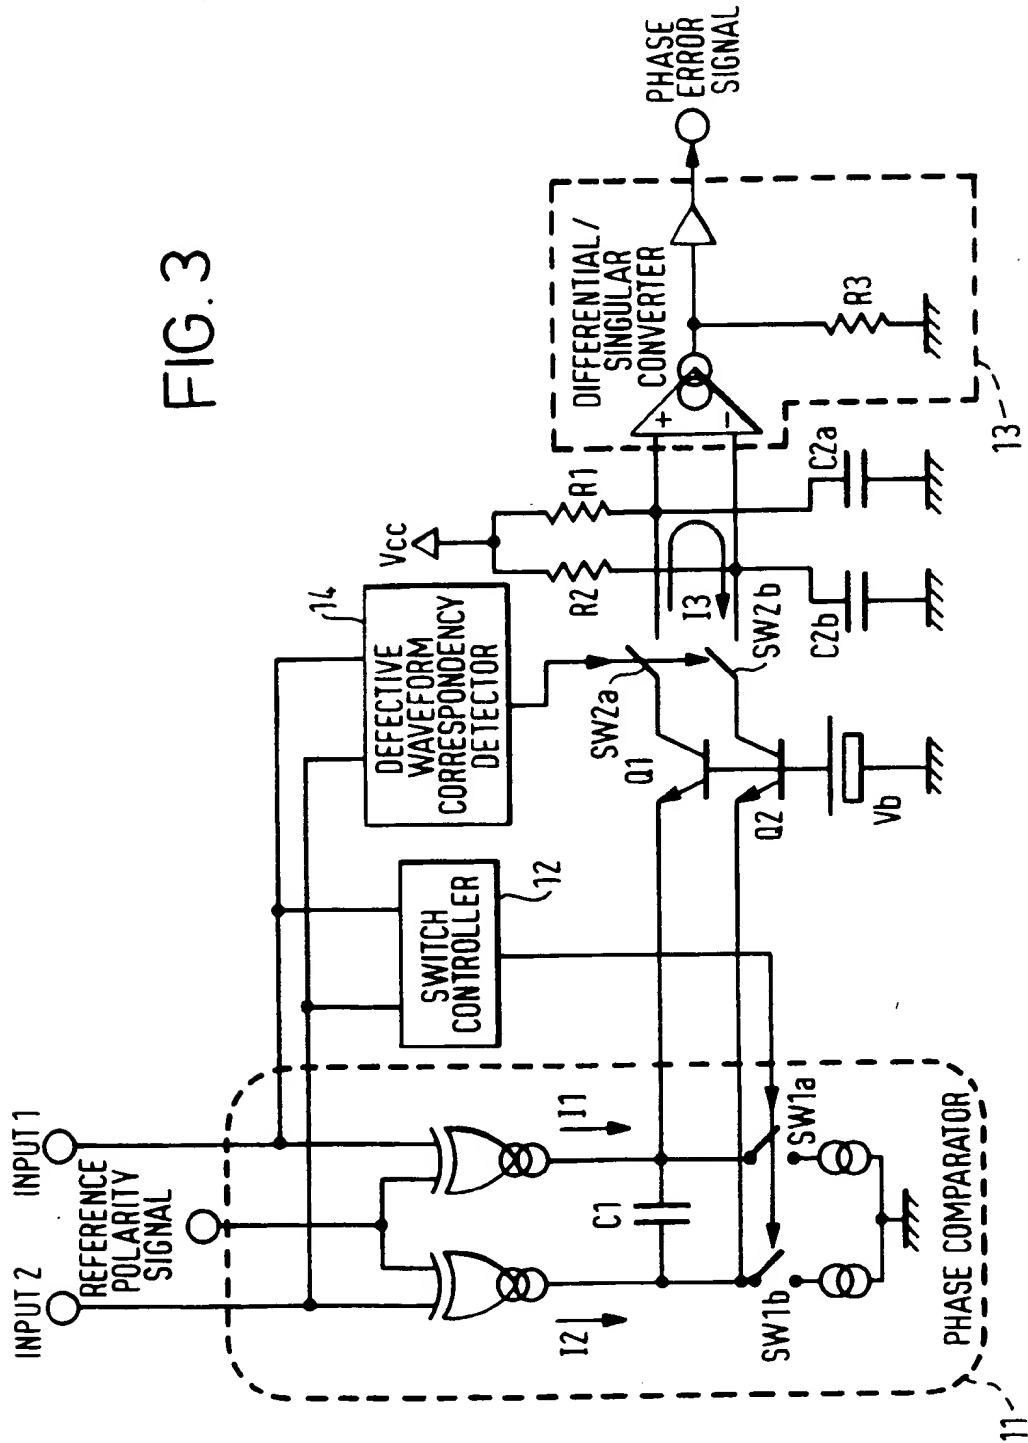 FIG. 3
INPUT 1
REFERENCE
POLARITY
SIGNAL
INPUT 2
I1
I2
C1
SW1a
SW1b
PHASE COMPARATOR
11
SWITCH
CONTROLLER
12
DEFECTIVE
WAVEFORM
CORRESPONDENCY
DETECTOR
14
SW2a
SW2b
Q1
Q2
Vb
Vcc
R1
R2
I3
C2a
C2b
DIFFERENTIAL/
SINGULAR
CONVERTER
+
−
R3
13
PHASE
ERROR
SIGNAL